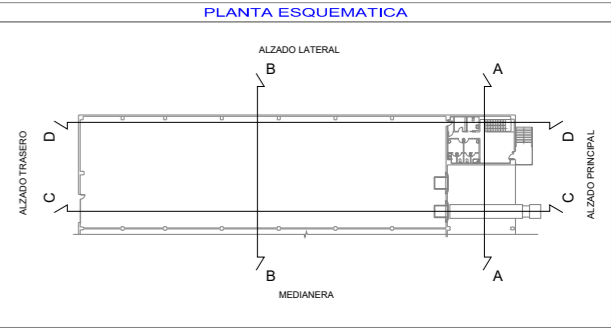 PLANTA ESQUEMATICA
ALZADO LATERAL
B
A
D
D
ALZADO TRASERO
ALZADO PRINCIPAL
C
C
B
A
MEDIANERA